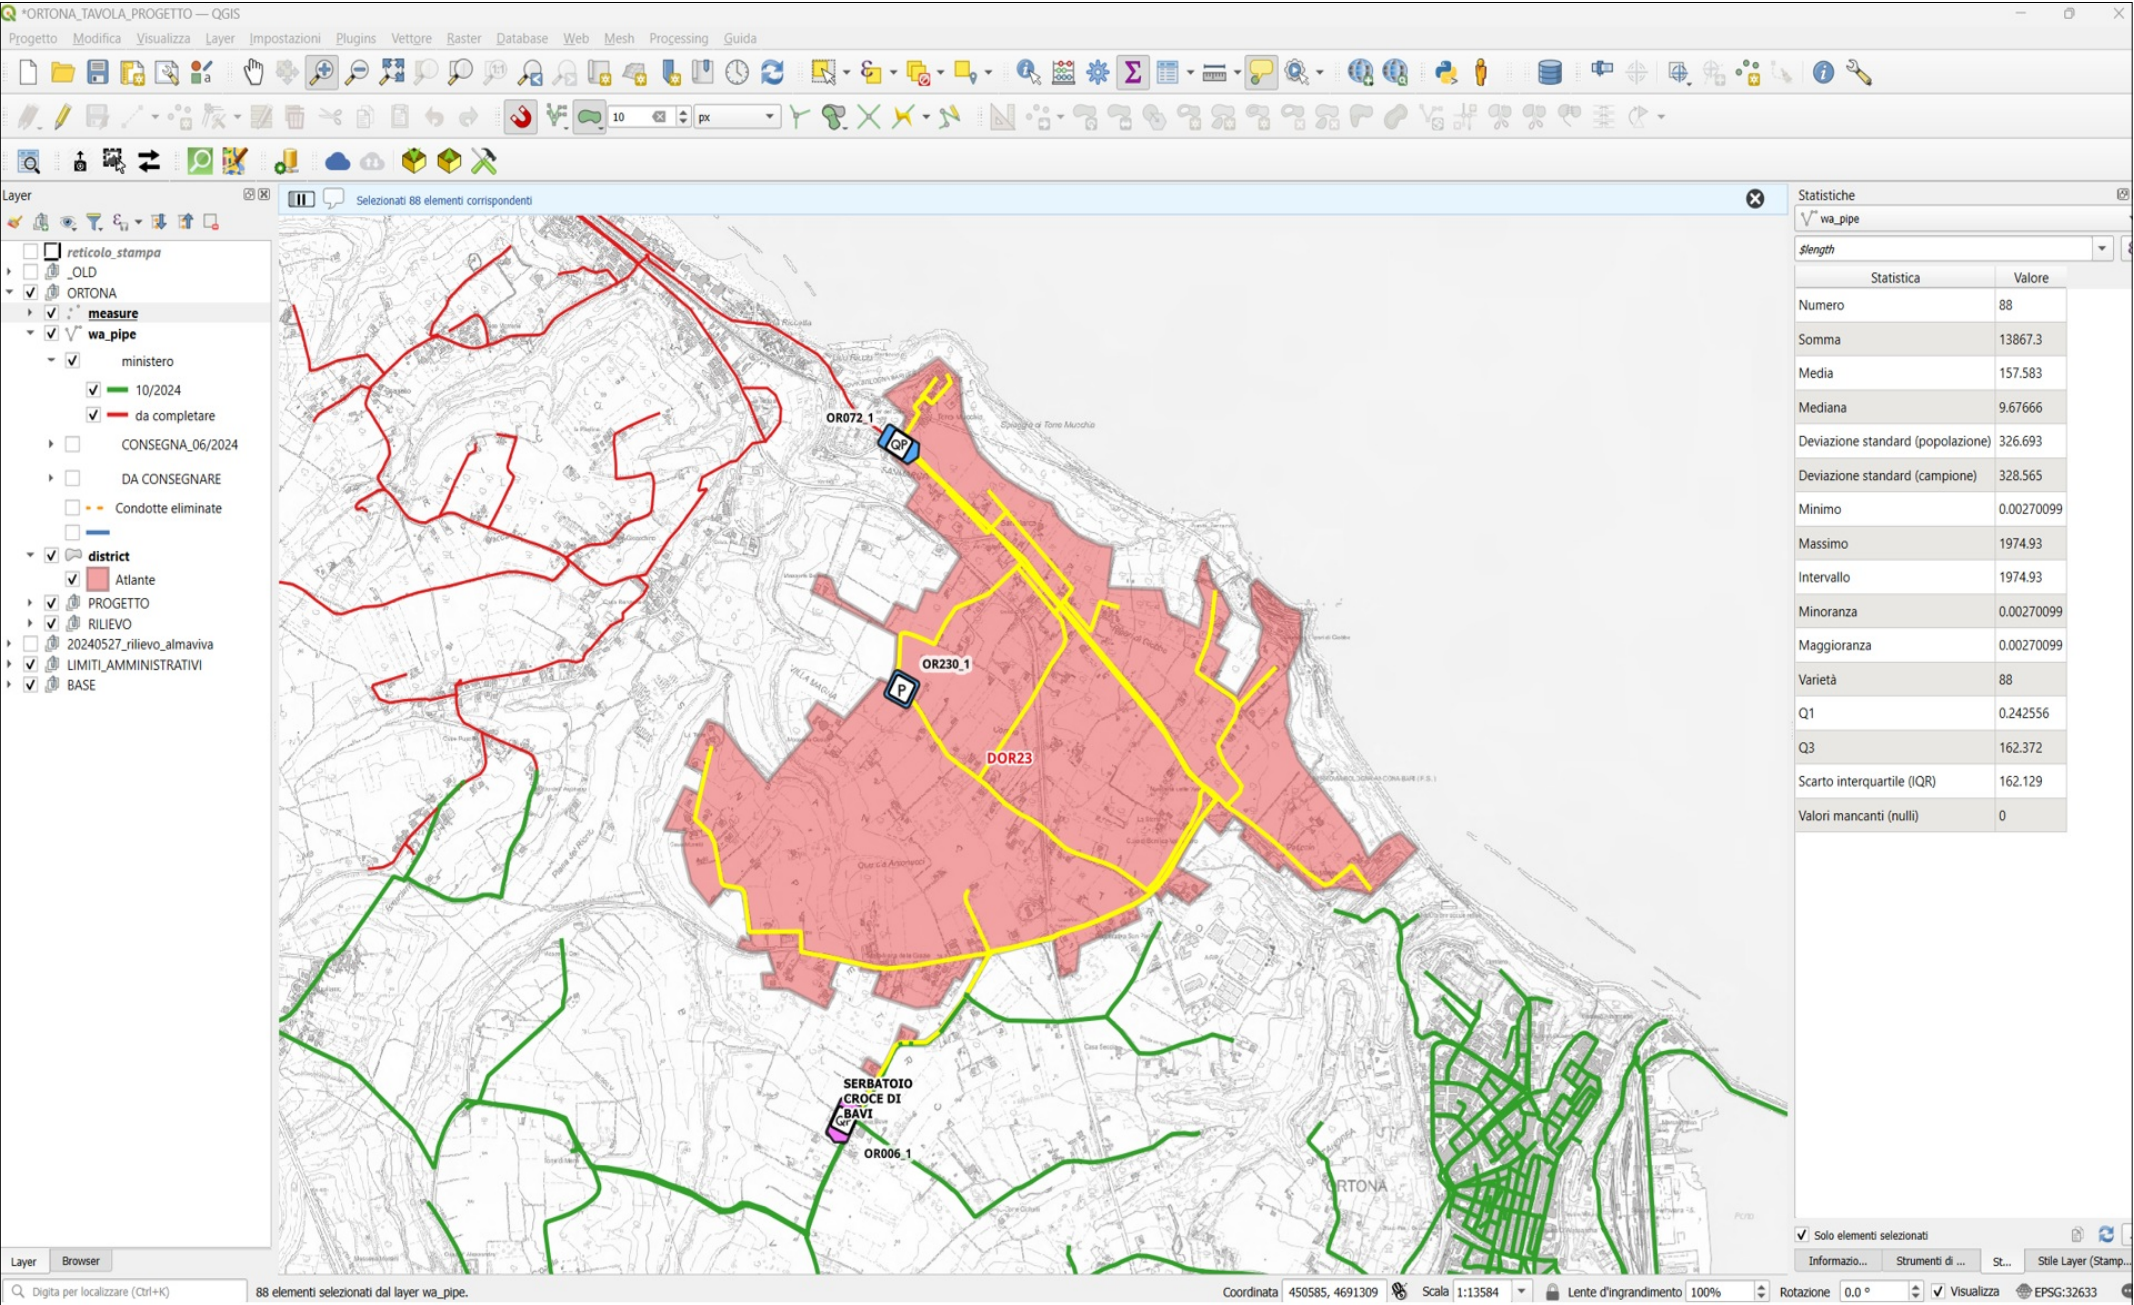 *ORTONA_TAVOLA_PROGETTO — QGIS
Progetto Modifica Visualizza Layer Impostazioni Plugins Vettore Raster Database Web Mesh Processing Guida
10 px
Layer
Selezionati 88 elementi corrispondenti
reticolo_stampa
_OLD
ORTONA
measure
wa_pipe
ministero
10/2024
da completare
CONSEGNA_06/2024
DA CONSEGNARE
Condotte eliminate
district
Atlante
PROGETTO
RILIEVO
20240527_rilievo_almaviva
LIMITI_AMMINISTRATIVI
BASE
OR072_1
QP
Spiaggia di Torre Mucchia
OR230_1
P
DOR23
SERBATOIO
CROCE DI
BAVI
OR006_1
ORTONA
Statistiche
wa_pipe
$length
Statistica Valore
Numero 88
Somma 13867.3
Media 157.583
Mediana 9.67666
Deviazione standard (popolazione) 326.693
Deviazione standard (campione) 328.565
Minimo 0.00270099
Massimo 1974.93
Intervallo 1974.93
Minoranza 0.00270099
Maggioranza 0.00270099
Varietà 88
Q1 0.242556
Q3 162.372
Scarto interquartile (IQR) 162.129
Valori mancanti (nulli) 0
Solo elementi selezionati
Informazio... Strumenti di ... St... Stile Layer (Stamp...
Layer Browser
Digita per localizzare (Ctrl+K) 88 elementi selezionati dal layer wa_pipe. Coordinata 450585, 4691309 Scala 1:13584 Lente d'ingrandimento 100% Rotazione 0.0 ° Visualizza EPSG:32633